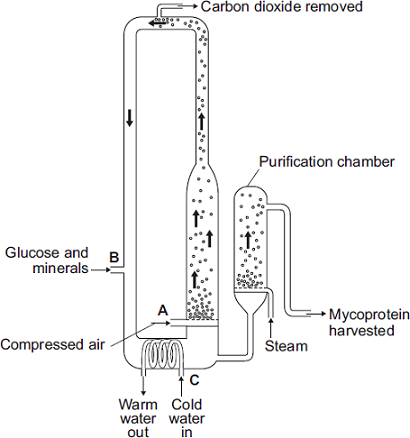 Carbon dioxide removed
Purification chamber
B
Glucose and
minerals
A
Mycoprotein
harvested
Compressed air
Steam
C
Warm
water
out
Cold
water
in